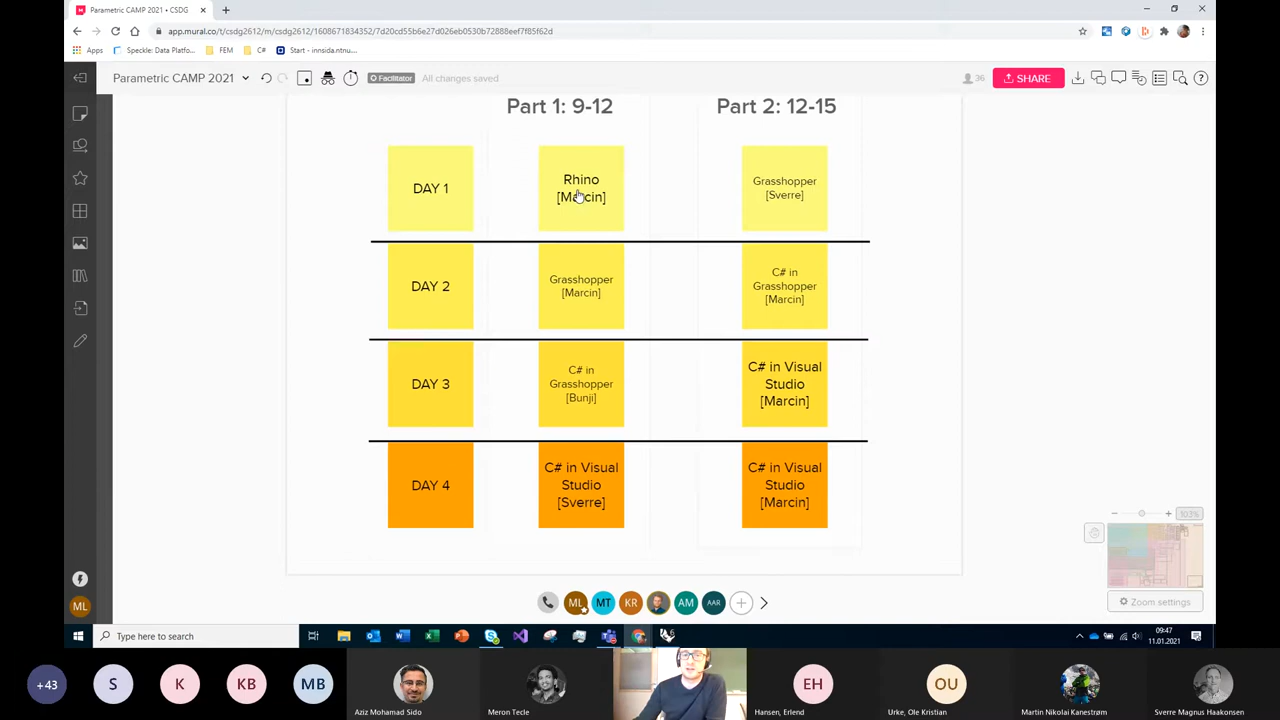 Parametric CAMP 2021 • CSDG
app.mural.co/t/csdg2612/m/csdg2612/1608671834352/7d20cd55b6e27d026eb0530b72888eef7f85f62d
Apps
Speckle: Data Platfo...
FEM
C#
Start - innsida.ntnu...
Parametric CAMP 2021
Facilitator
All changes saved
36
SHARE
Part 1: 9-12
Part 2: 12-15
DAY 1
Rhino
[Marcin]
Grasshopper
[Sverre]
DAY 2
Grasshopper
[Marcin]
C# in
Grasshopper
[Marcin]
DAY 3
C# in
Grasshopper
[Bunji]
C# in Visual
Studio
[Marcin]
DAY 4
C# in Visual
Studio
[Sverre]
C# in Visual
Studio
[Marcin]
103%
Zoom settings
ML
ML
MT
KR
AM
AAR
Type here to search
09:47
11.01.2021
+43
S
K
KB
MB
EH
OU
Aziz Mohamad Sido
Meron Tecle
Hansen, Erlend
Urke, Ole Kristian
Martin Nikolai Kanestrøm
Sverre Magnus Haakonsen